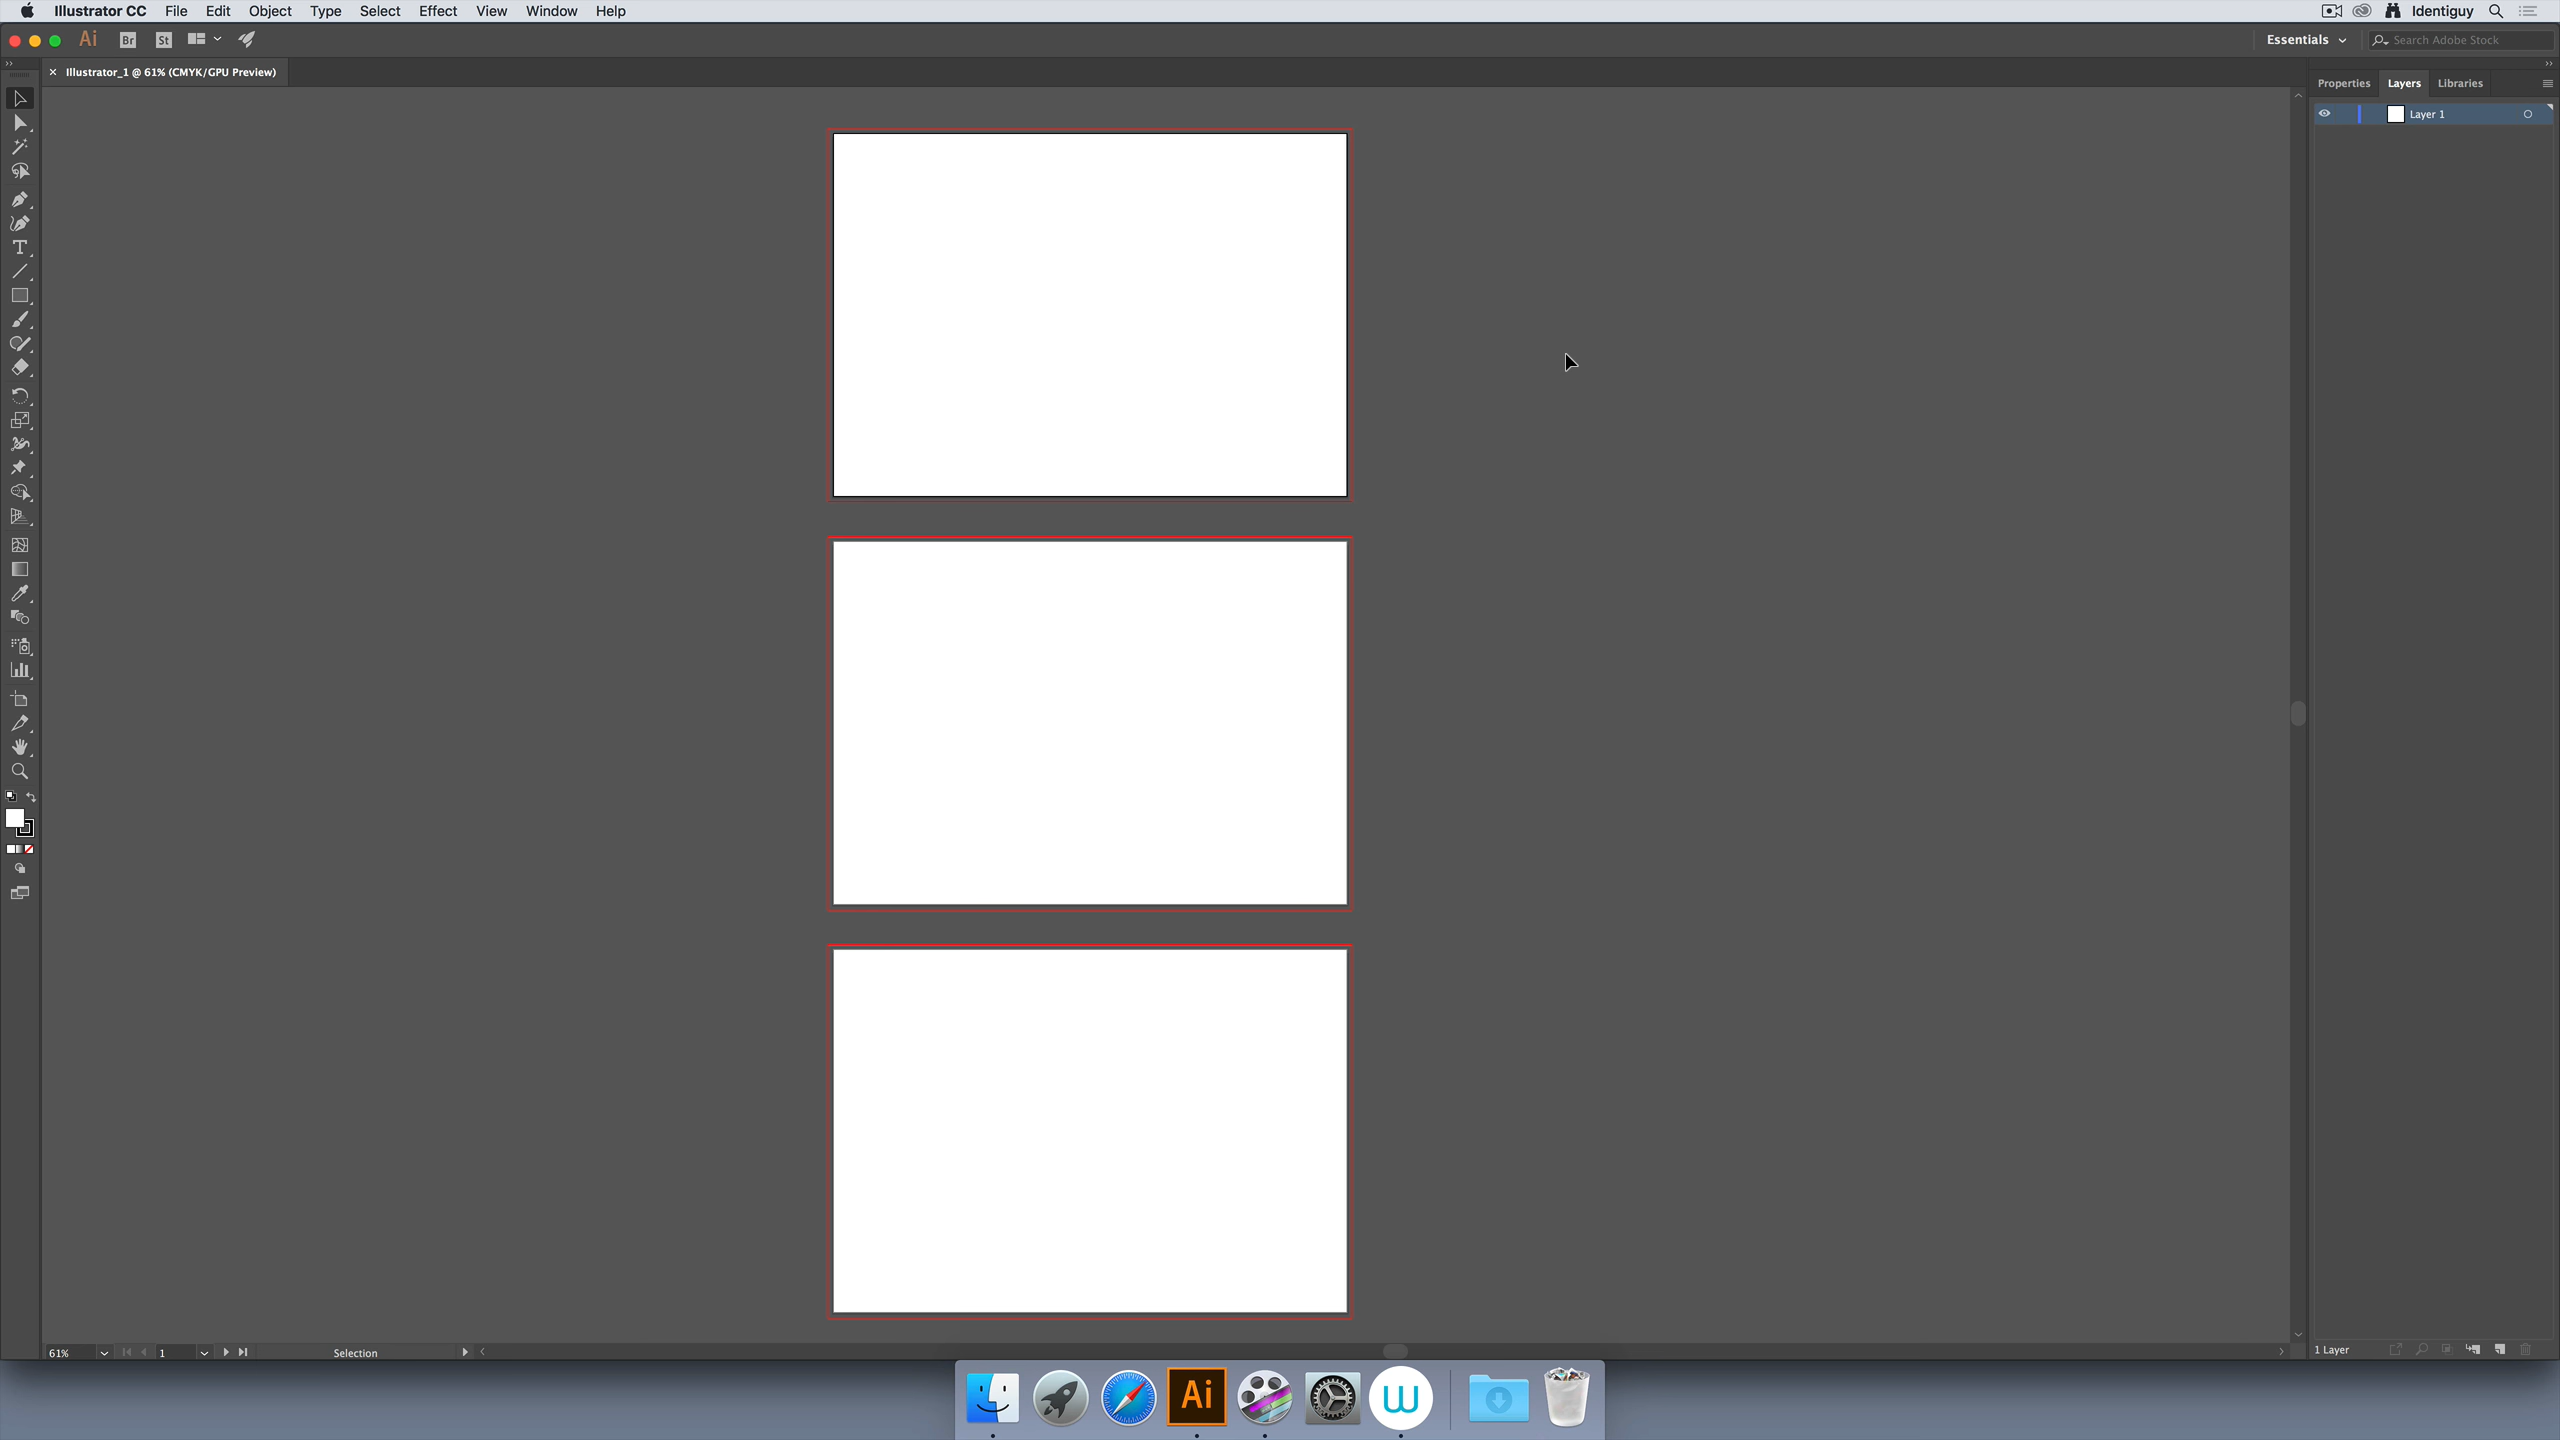 Illustrator CC File Edit Object Type Select Effect View Window Help Identiguy
Ai Br St Essentials Search Adobe Stock
Illustrator_1 @ 61% (CMYK/GPU Preview)
Properties Layers Libraries
Layer 1
T
61% 1 Selection 1 Layer
Ai